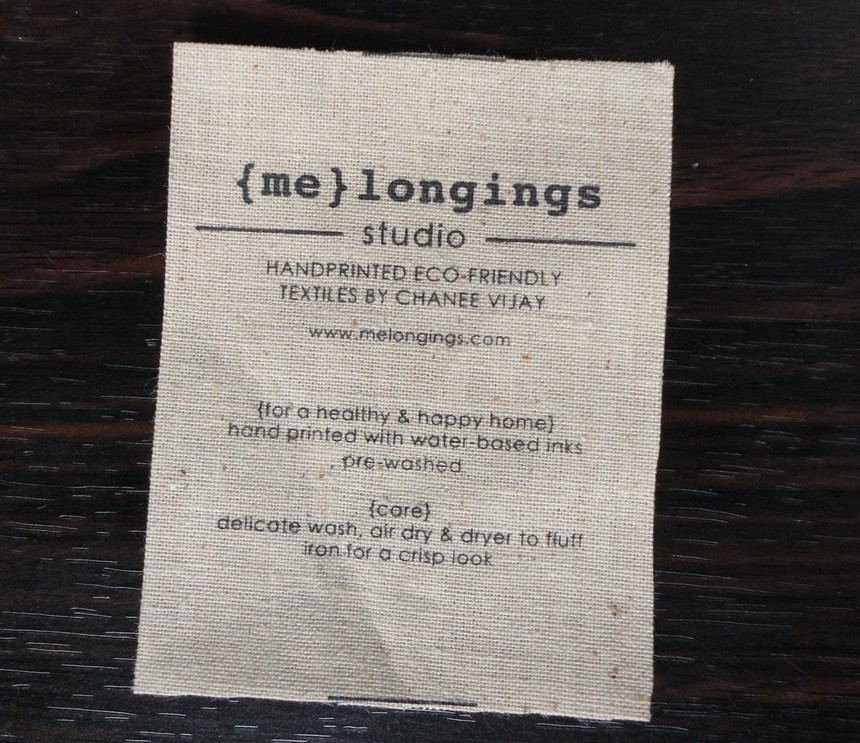 {me}longings
studio
HANDPRINTED ECO-FRIENDLY
TEXTILES BY CHANEE VIJAY
www.melongings.com
{for a healthy & happy home}
hand printed with water-based inks
pre-washed
{care}
delicate wash, air dry & dryer to fluff
iron for a crisp look